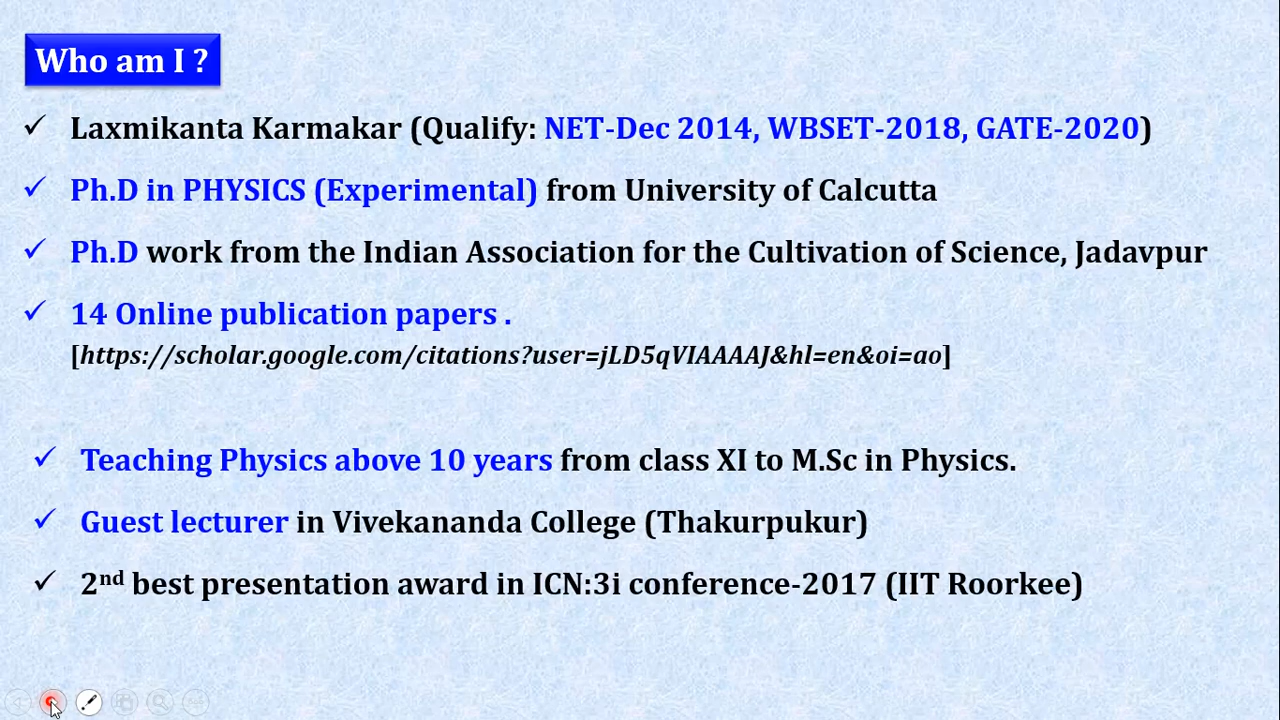 Who am I ?
Laxmikanta Karmakar (Qualify: NET-Dec 2014, WBSET-2018, GATE-2020)
Ph.D in PHYSICS (Experimental) from University of Calcutta
Ph.D work from the Indian Association for the Cultivation of Science, Jadavpur
14 Online publication papers .
[https://scholar.google.com/citations?user=jLD5qVIAAAAJ&hl=en&oi=ao]
Teaching Physics above 10 years from class XI to M.Sc in Physics.
Guest lecturer in Vivekananda College (Thakurpukur)
2nd best presentation award in ICN:3i conference-2017 (IIT Roorkee)